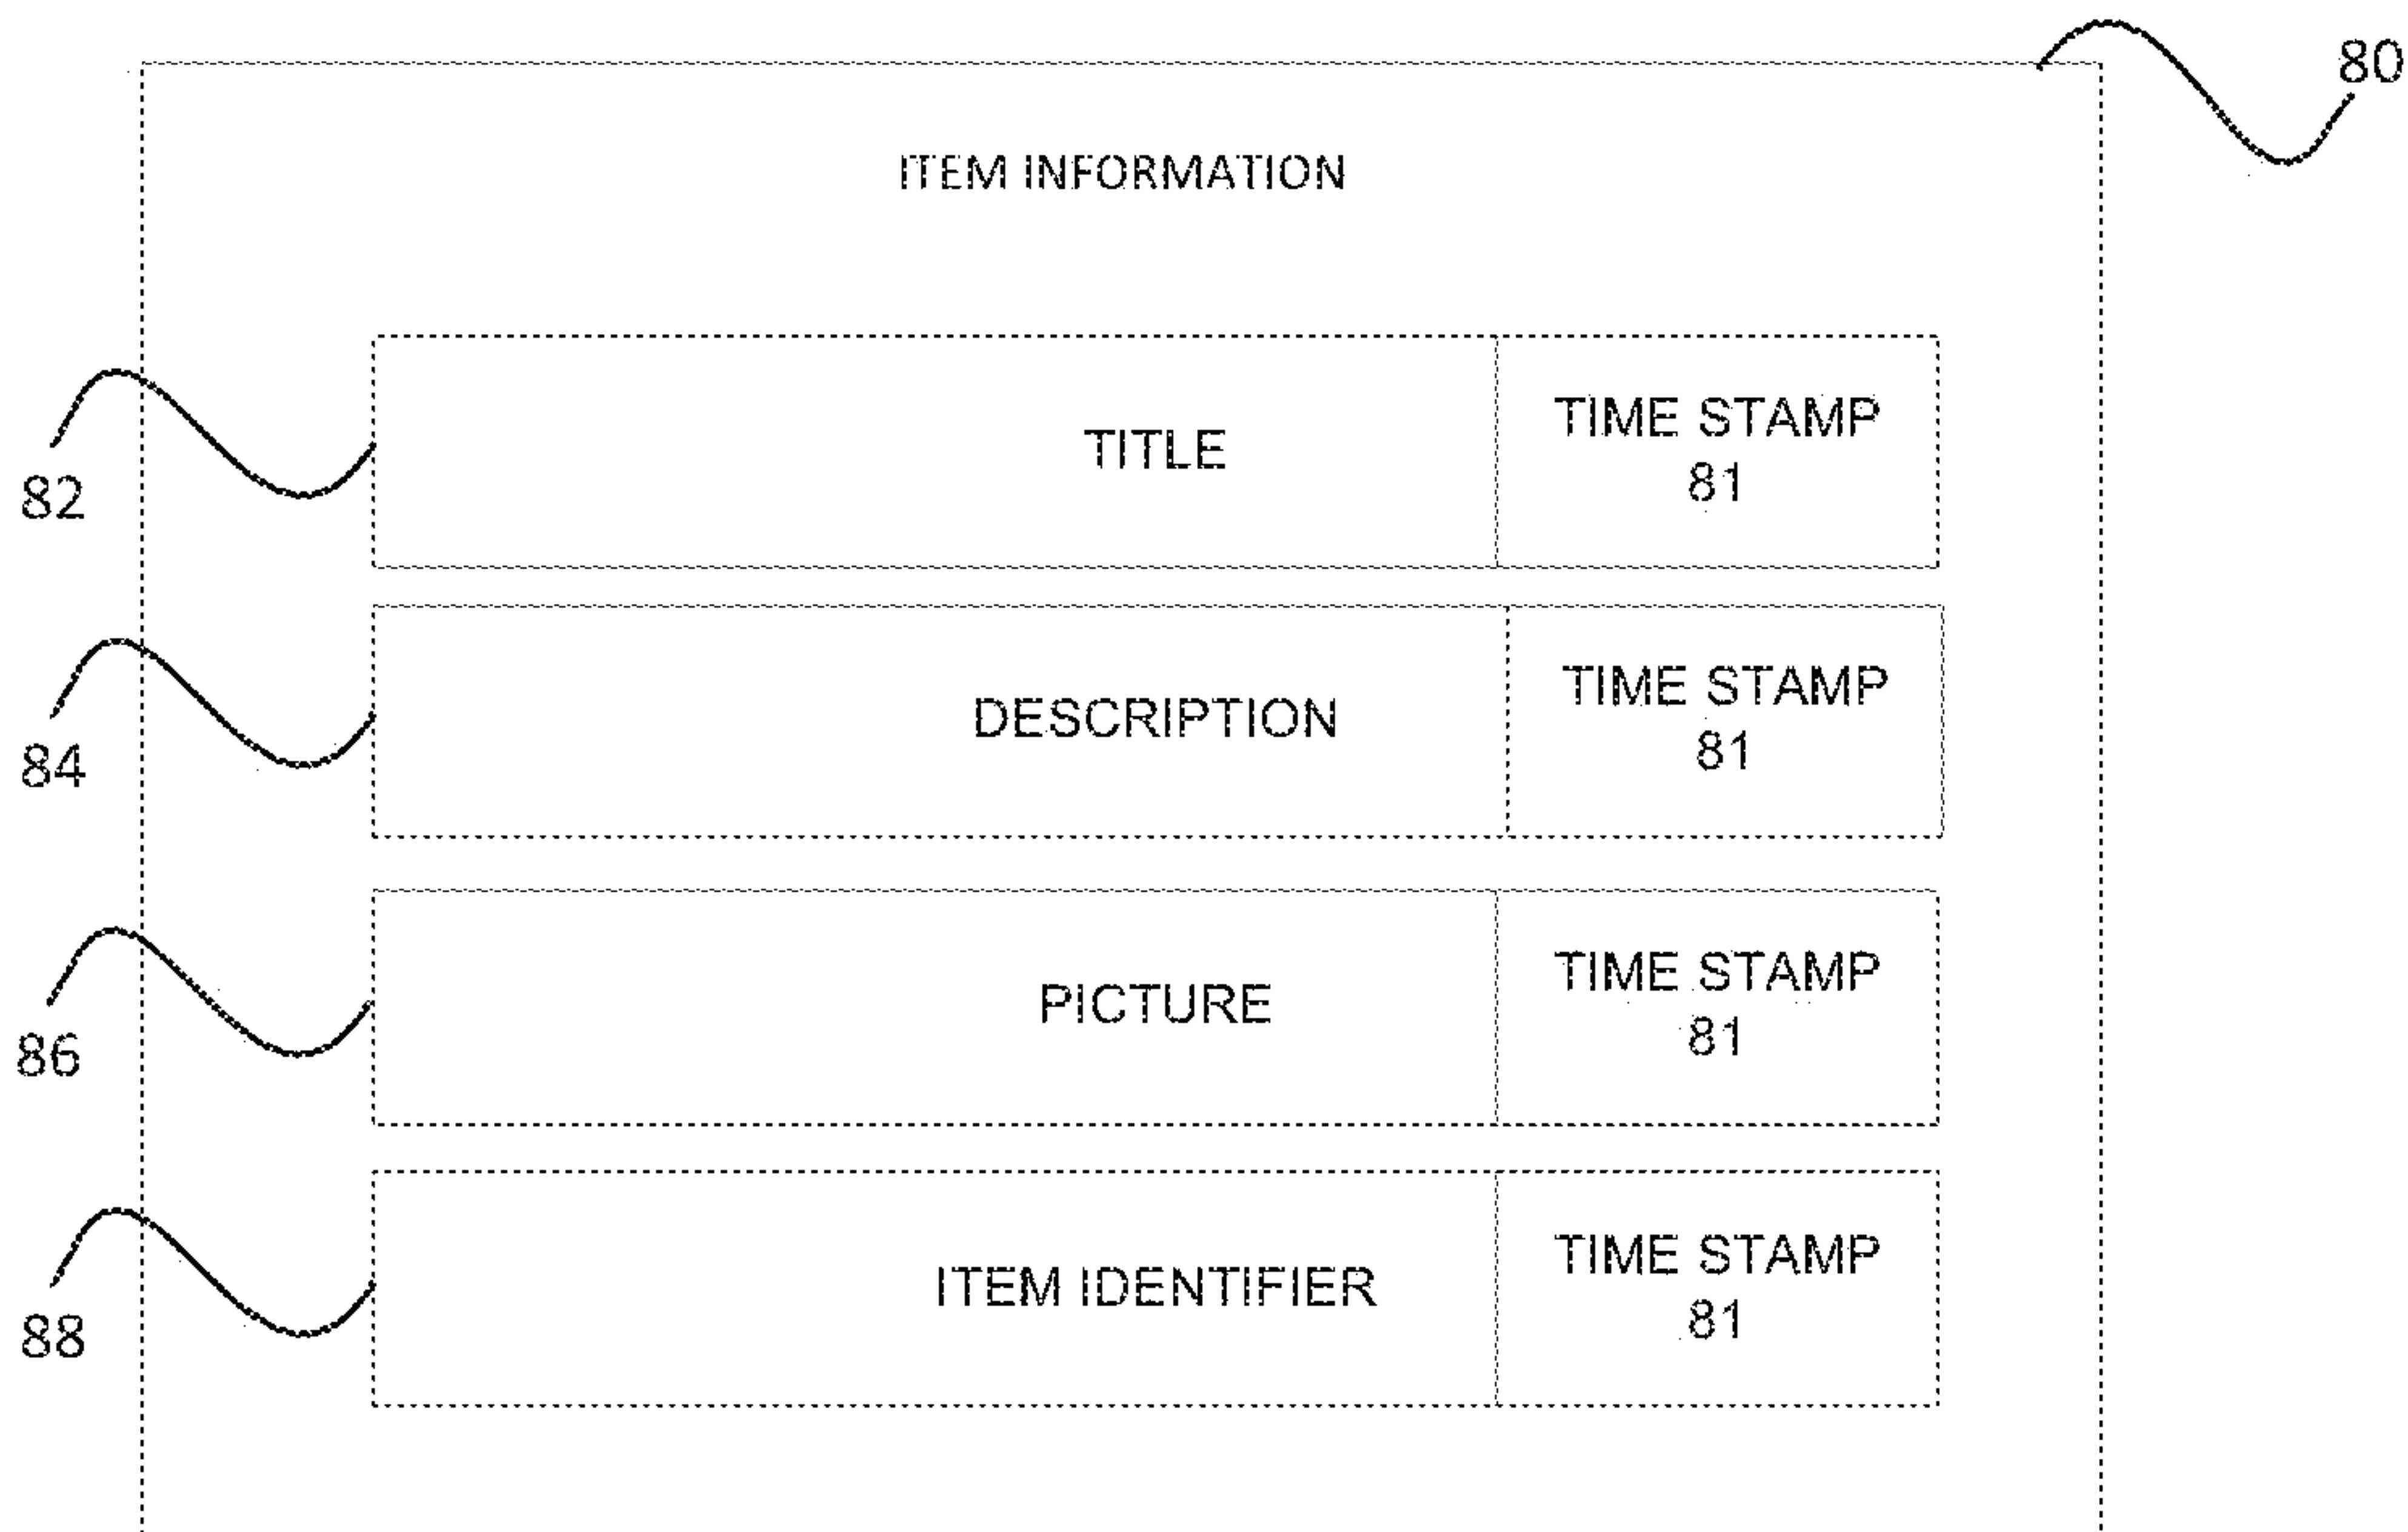 80
ITEM INFORMATION
TITLE
TIME STAMP
81
82
DESCRIPTION
TIME STAMP
81
84
PICTURE
TIME STAMP
81
86
ITEM IDENTIFIER
TIME STAMP
81
88